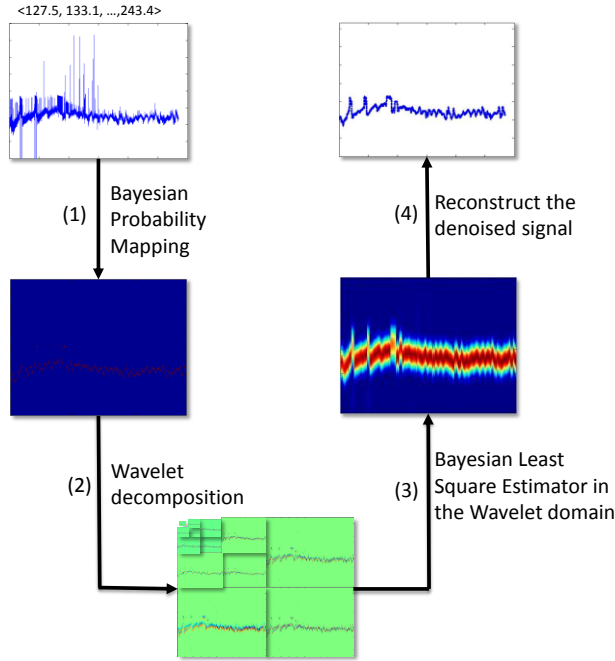 <127.5, 133.1, ...,243.4>
(1)
Bayesian
Probability
Mapping
(2)
Wavelet
decomposition
(3)
Bayesian Least
Square Estimator in
the Wavelet domain
(4)
Reconstruct the
denoised signal